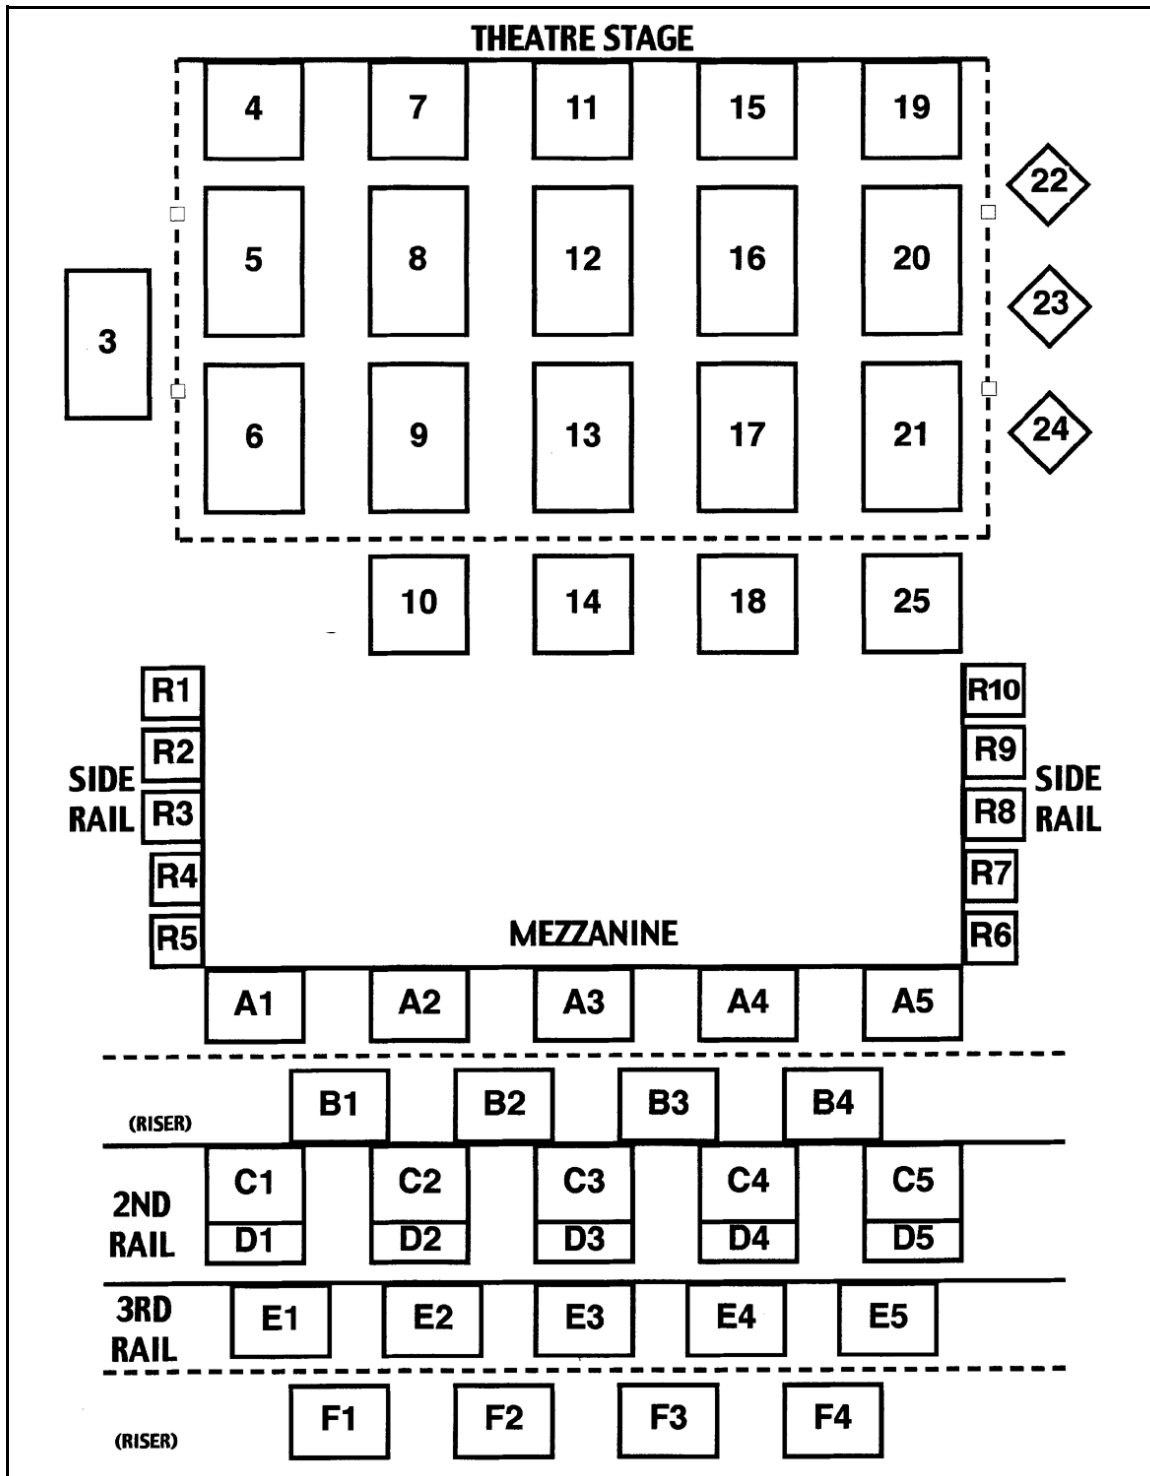 THEATRE STAGE
4 7 11 15 19
22
5 8 12 16 20
23
3
6 9 13 17 21
24
10 14 18 25
R1 R10
R2 R9
SIDE SIDE
RAIL R3 R8 RAIL
R4 R7
R5 MEZZANINE R6
A1 A2 A3 A4 A5
B1 B2 B3 B4
(RISER)
C1 C2 C3 C4 C5
2ND
RAIL D1 D2 D3 D4 D5
3RD
E1 E2 E3 E4 E5
RAIL
F1 F2 F3 F4
(RISER)